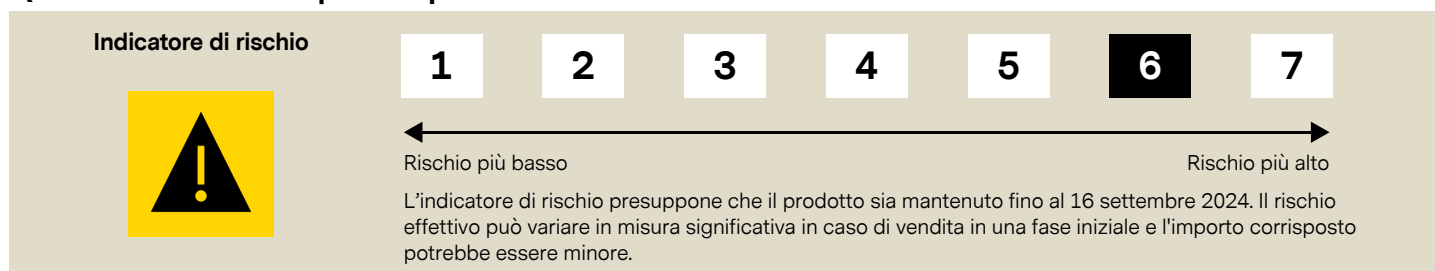 Indicatore di rischio
1 2 3 4 5 6 7
Rischio più basso Rischio più alto
L'indicatore di rischio presuppone che il prodotto sia mantenuto fino al 16 settembre 2024. Il rischio
effettivo può variare in misura significativa in caso di vendita in una fase iniziale e l'importo corrisposto
potrebbe essere minore.